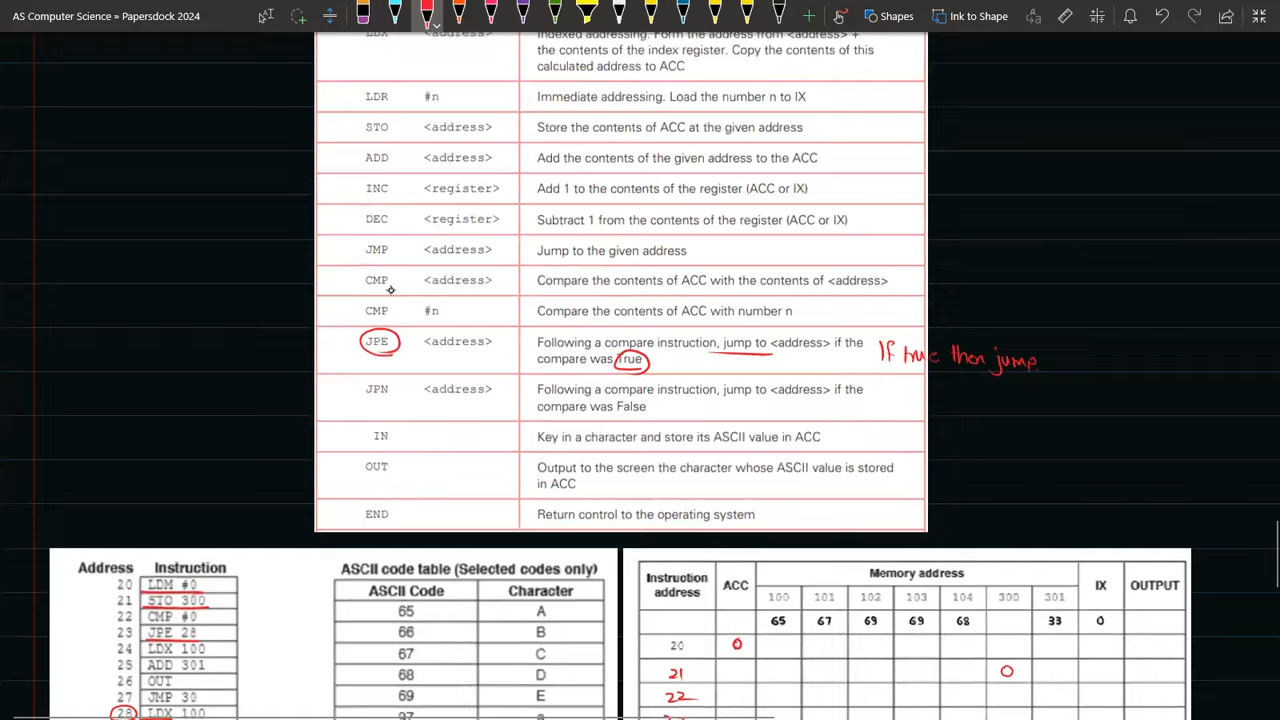 AS Computer Science » Papersdock 2024
Shapes
Ink to Shape
LDX <address> Indexed addressing. Form the address from <address> +
the contents of the index register. Copy the contents of this
calculated address to ACC
LDR #n Immediate addressing. Load the number n to IX
STO <address> Store the contents of ACC at the given address
ADD <address> Add the contents of the given address to the ACC
INC <register> Add 1 to the contents of the register (ACC or IX)
DEC <register> Subtract 1 from the contents of the register (ACC or IX)
JMP <address> Jump to the given address
CMP <address> Compare the contents of ACC with the contents of <address>
CMP #n Compare the contents of ACC with number n
JPE <address> Following a compare instruction, jump to <address> if the
compare was True
If true then jump.
JPN <address> Following a compare instruction, jump to <address> if the
compare was False
IN Key in a character and store its ASCII value in ACC
OUT Output to the screen the character whose ASCII value is stored
in ACC
END Return control to the operating system
Address Instruction
20 LDM #0
21 STO 300
22 CMP #0
23 JPE 28
24 LDX 100
25 ADD 301
26 OUT
27 JMP 30
28 LDX 100
ASCII code table (Selected codes only)
ASCII Code Character
65 A
66 B
67 C
68 D
69 E
97 a
Instruction address ACC Memory address IX OUTPUT
100 101 102 103 104 300 301
65 67 69 69 68 33 0
20 0
21 0
22